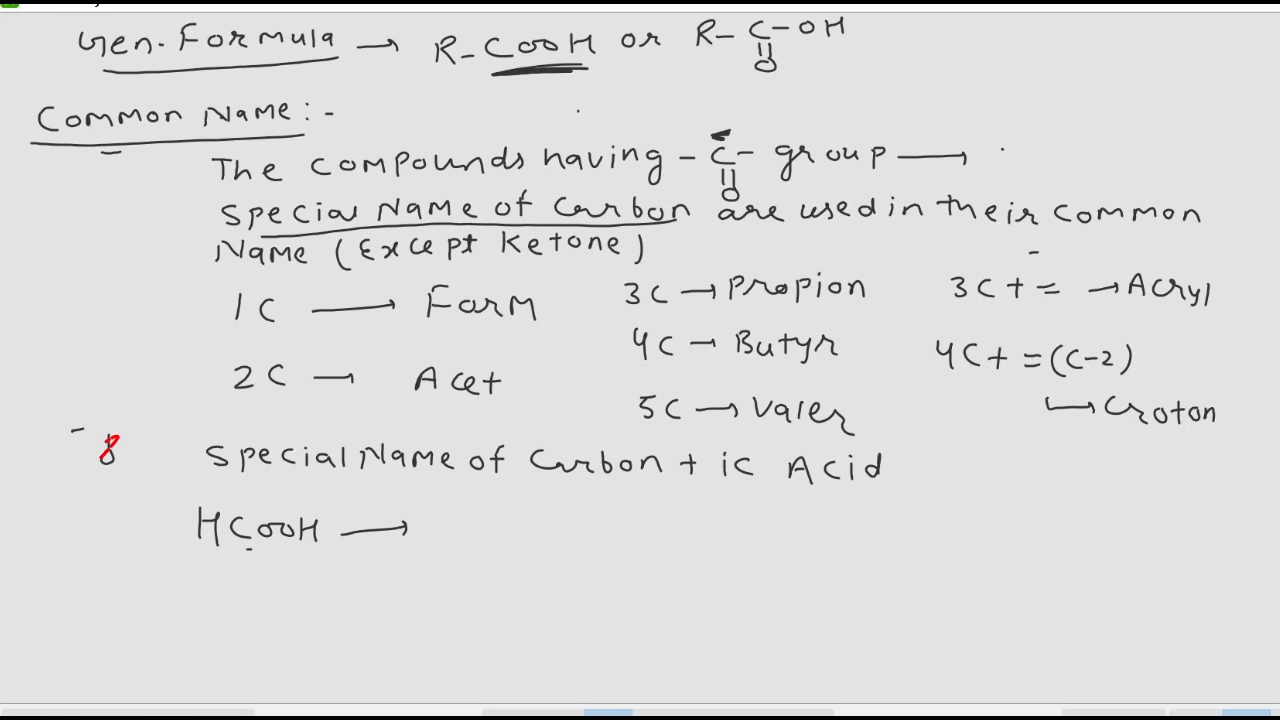 Gen. Formula → R-COOH or R-C-OH
||
O
Common Name:-
The compounds having -C- group →
||
O
Special Name of Carbon are used in their common
Name (Except Ketone)
1C → Form 3C → Propion 3C + = → Acryl
4C → Butyr 4C + = (C-2)
2C → Acet ↳ Croton
5C → Valer
Special Name of Carbon + ic Acid
HCOOH →